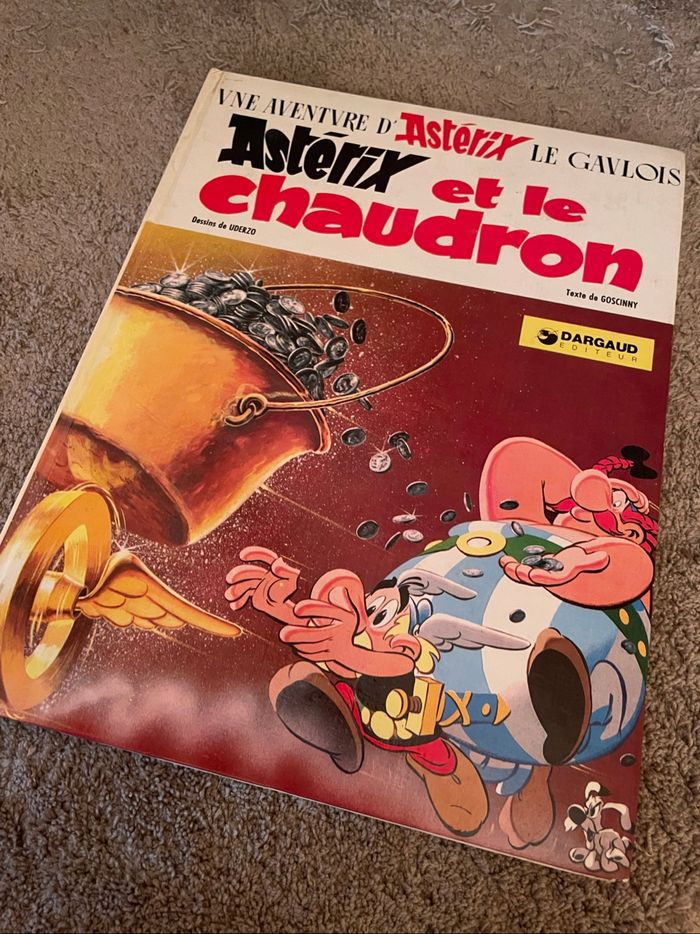 VNE AVENTVRE D'Astérix LE GAVLOIS
Astérix et le
chaudron
Dessins de UDERZO
Texte de GOSCINNY
DARGAUD
EDITEUR